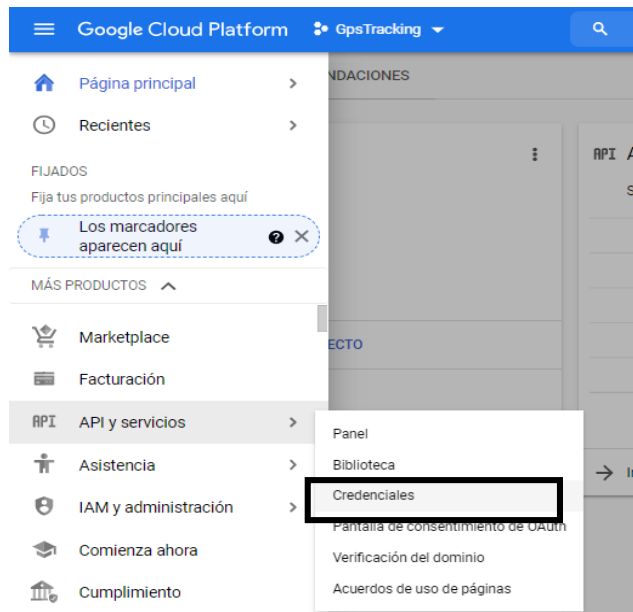 Google Cloud Platform
GpsTracking
Página principal
NDACIONES
Recientes
FIJADOS
Fija tus productos principales aquí
Los marcadores
aparecen aquí
MÁS PRODUCTOS
Marketplace
ECTO
Facturación
API
API y servicios
Panel
Asistencia
Biblioteca
IAM y administración
Credenciales
Pantalla de consentimiento de OAuth
Comienza ahora
Verificación del dominio
Cumplimiento
Acuerdos de uso de páginas
API A
S